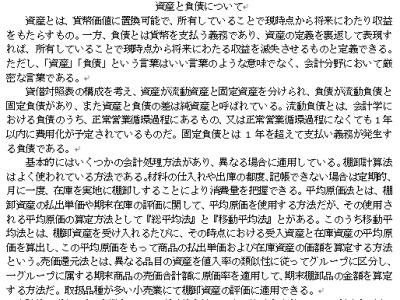 資産と負債について
資産とは、貨幣価値に置換可能で、所有していることで現時点から将来にわたり収益
をもたらすもの。一方、負債とは貨幣を支払う義務であり、資産の定義を裏返して表現す
れば、所有していることで現時点から将来にわたる収益を減失させるものと定義できる。
ただし、「資産」「負債」という言葉はいい言葉のような意味でなく、会計分野において厳
密な言葉である。
貸借対照表の構成を考え、資産が流動資産と固定資産を分けられ、負債が流動負債と
固定負債があり、また資産と負債の差は純資産と呼ばれている。流動負債とは、会計学に
おける負債のうち、正常営業循環過程にあるもの、又は正常営業循環過程になくても1年
以内に費用化が予定されているものだ。固定負債とは 1 年を超えて支払い義務が発生す
る負債である。
基本的にはいくつかの会計処理方法があり、異なる場合に適用している。棚卸計算法
はよく使われている方法である。材料の仕入れや出庫の都度、記帳できない場合は定期的、
月に一度、在庫を実地に棚卸しすることにより消費量を把握できる。平均原価法とは、棚
卸資産の払出単価や期末在庫の評価に関して、平均原価を使用する方法だが、その使用さ
れる平均原価の算定方法として『総平均法』と『移動平均法』とがある。このうち移動平
均法とは、棚卸資産を受け入れるたびに、その時点における受入資産と在庫資産の平均原
価を算出し、この平均原価をもって商品の払出単価および在庫資産の価額を算定する方法
という。売価還元法とは、異なる品目の資産を値入率の類似性に従ってグループに区分し、
一グループに属する期末商品の売価合計額に原価率を適用して、期末棚卸品の金額を算定
する方法だ。取扱品種が多い小売業にて棚卸資産の評価に適用できる。